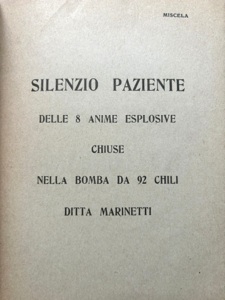 MISCELA
SILENZIO PAZIENTE
DELLE 8 ANIME ESPLOSIVE
CHIUSE
NELLA BOMBA DA 92 CHILI
DITTA MARINETTI